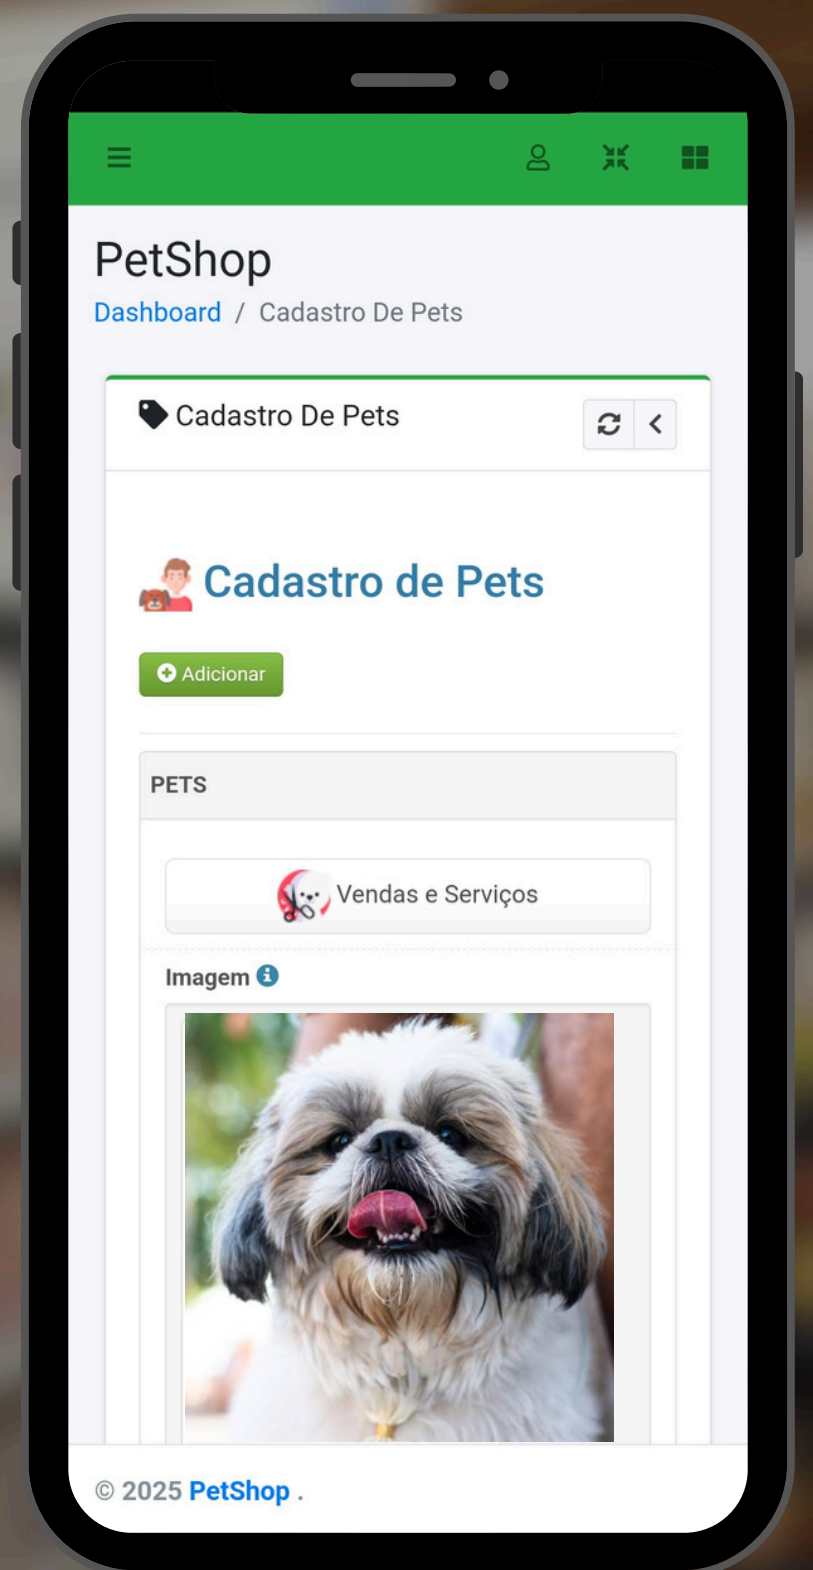 PetShop
Dashboard / Cadastro De Pets
Cadastro De Pets
Cadastro de Pets
Adicionar
PETS
Vendas e Serviços
Imagem
© 2025 PetShop .